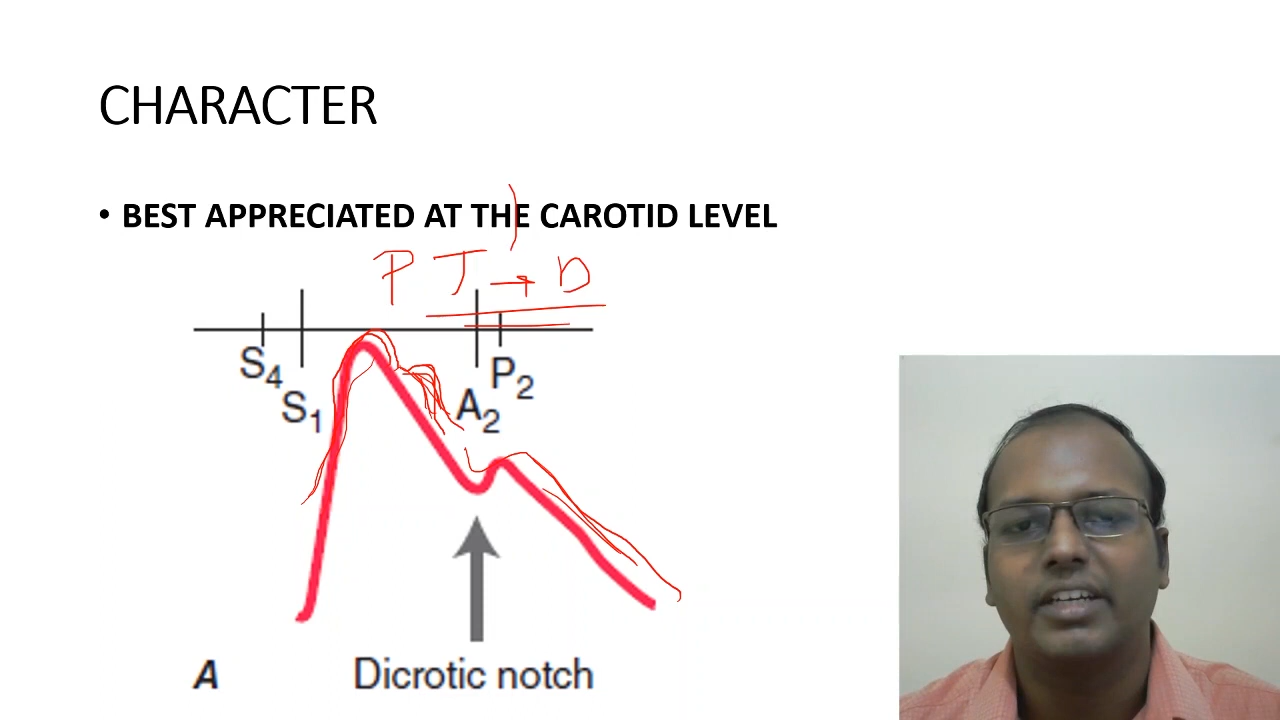 CHARACTER
• BEST APPRECIATED AT THE CAROTID LEVEL
P T → D
S4
S1
A2
P2
A
Dicrotic notch